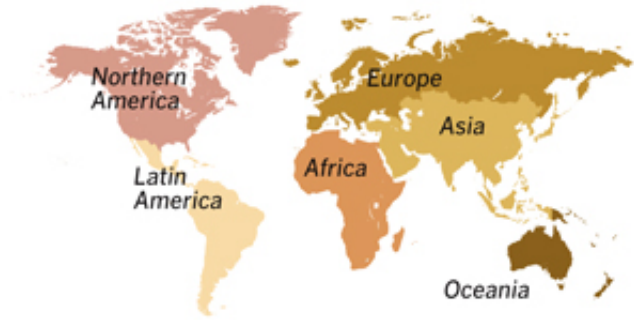 Northern
America
Europe
Asia
Africa
Latin
America
Oceania